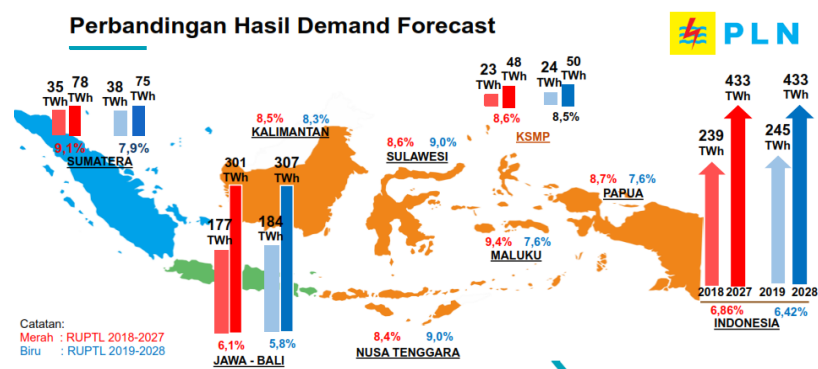 Perbandingan Hasil Demand Forecast
PLN
35 TWh
78 TWh
38 TWh
75 TWh
9,1%
7,9%
SUMATERA
8,5%
8,3%
KALIMANTAN
301 TWh
307 TWh
177 TWh
184 TWh
6,1%
5,8%
JAWA - BALI
8,6%
9,0%
SULAWESI
23 TWh
48 TWh
24 TWh
50 TWh
8,6%
8,5%
KSMP
8,7%
7,6%
PAPUA
9,4%
7,6%
MALUKU
8,4%
9,0%
NUSA TENGGARA
239 TWh
433 TWh
245 TWh
433 TWh
2018
2027
2019
2028
6,86%
6,42%
INDONESIA
Catatan:
Merah : RUPTL 2018-2027
Biru : RUPTL 2019-2028